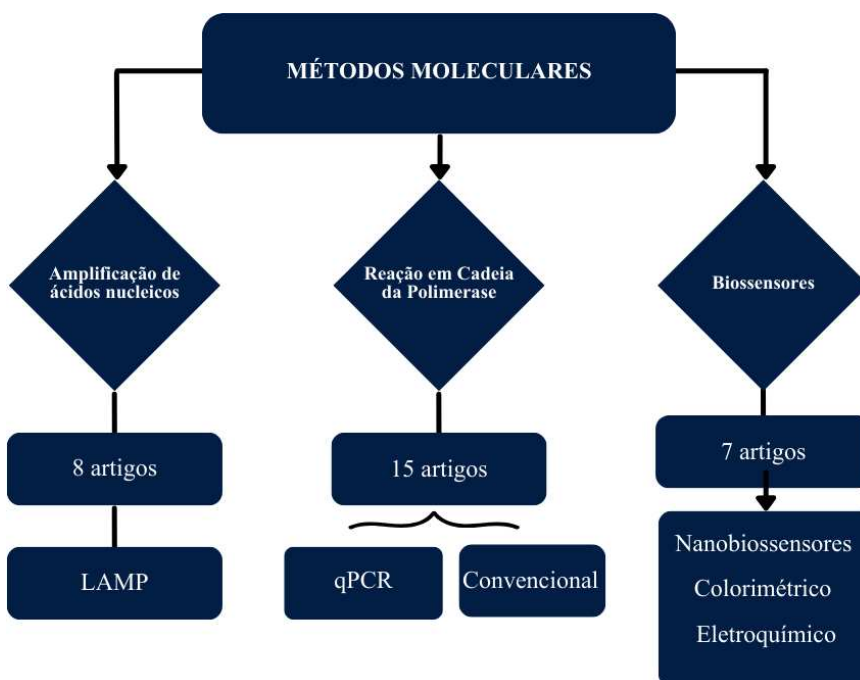 MÉTODOS MOLECULARES
Amplificação de
ácidos nucleicos
Reação em Cadeia
da Polimerase
Biossensores
8 artigos
15 artigos
7 artigos
LAMP
qPCR
Convencional
Nanobiossensores
Colorimétrico
Eletroquímico